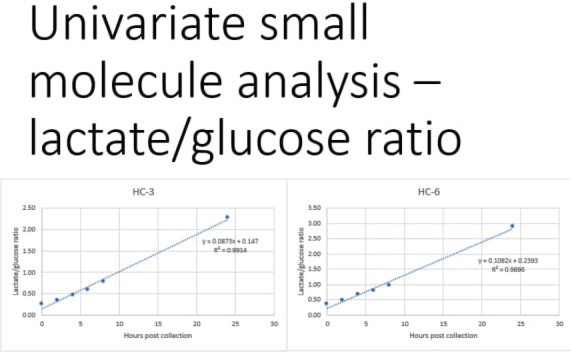 Univariate small
molecule analysis –
lactate/glucose ratio
HC-3
2.50
2.00
1.50
1.00
0.50
0.00
Lactate/glucose ratio
y = 0.0873x + 0.147
R² = 0.9914
0 5 10 15 20 25 30
Hours post collection
HC-6
3.50
3.00
2.50
2.00
1.50
1.00
0.50
0.00
Lactate/glucose ratio
y = 0.1082x + 0.2393
R² = 0.9896
0 5 10 15 20 25 30
Hours post collection